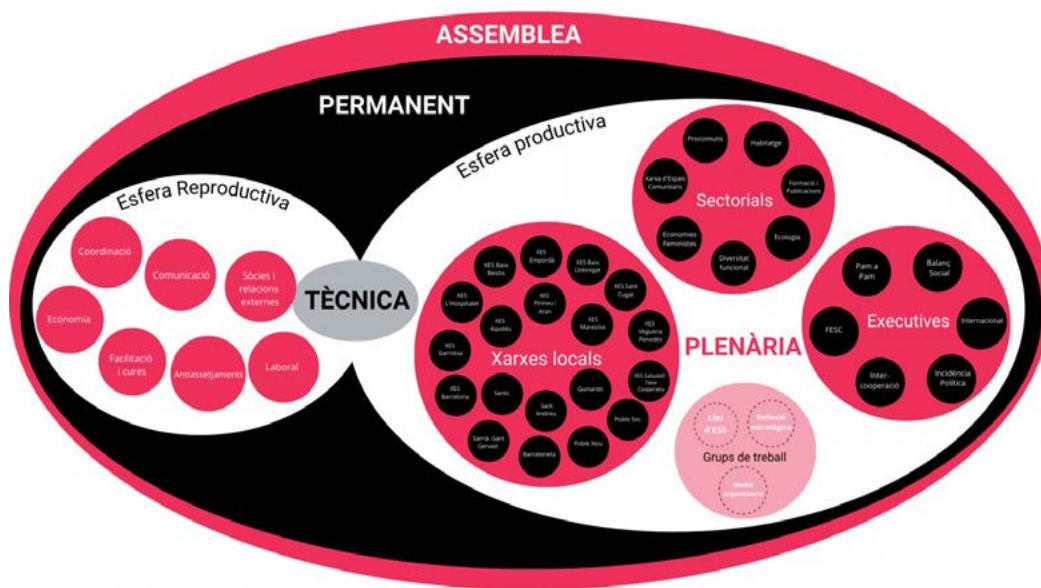 ASSEMBLEA
PERMANENT
Esfera productiva
Esfera Reproductiva
Coordinació
Comunicació
Sòcies i
relacions
externes
Economia
Facilitació
i cures
Antiassetjaments
Laboral
TÈCNICA
Procomuns
Habitatge
Xarxa d'Espais
Comunitaris
Formació i
Publicacions
Sectorials
Economies
Feministes
Ecologia
Diversitat
funcional
XES Baix
Besòs
XES
Empordà
XES Baix
Llobregat
XES
L'Hospitalet
XES
Pirineu i
Aran
XES Sant
Cugat
XES
Ripollès
XES
Maresme
XES
Vegueria
Penedès
XES
Garrotxa
Xarxes locals
XES
Barcelona
Sants
Sant
Andreu
Guinardó
XES Sabadell
Teler
Cooperatiu
Sarrià -Sant
Gervasi
Barceloneta
Poble Nou
Poble Sec
PLENÀRIA
Pam a
Pam
Balanç
Social
FESC
Executives
Internacional
Inter-
cooperació
Incidència
Política
Llei
d'ESS
Reflexió
estratègica
Grups de treball
Model
organitzatiu